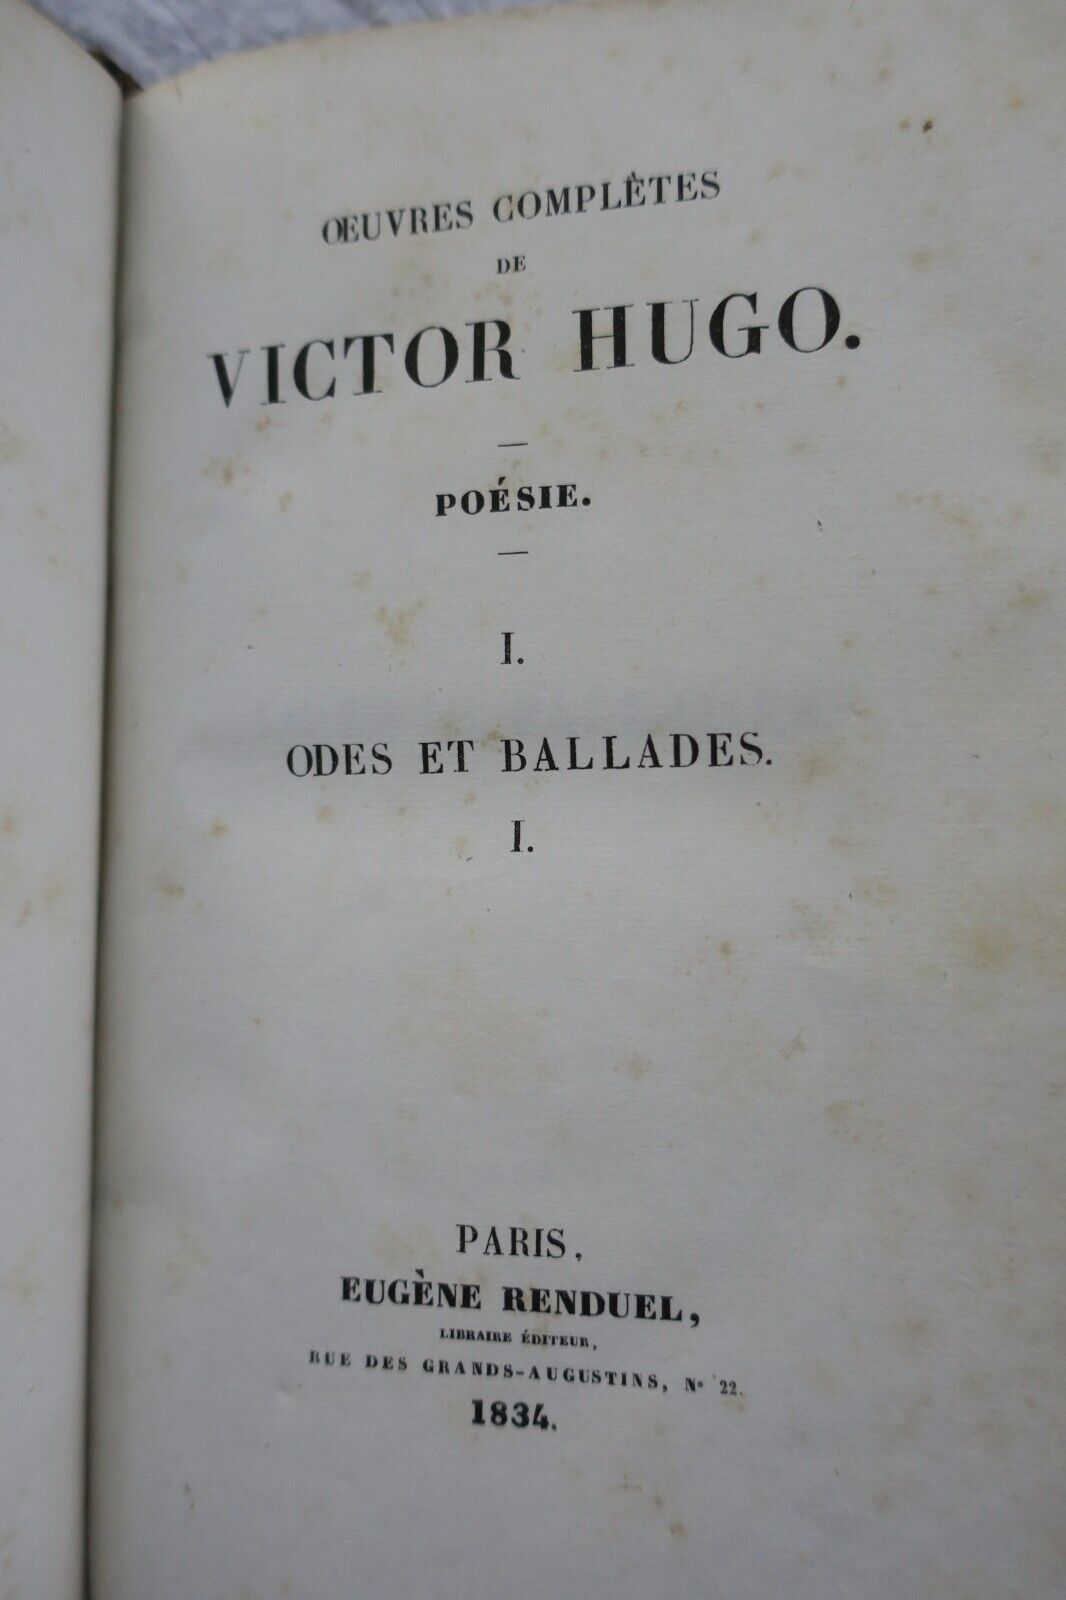 ŒUVRES COMPLÈTES
DE
VICTOR HUGO.
POÉSIE.
I.
ODES ET BALLADES.
I.
PARIS,
EUGÈNE RENDUEL,
LIBRAIRE ÉDITEUR,
RUE DES GRANDS-AUGUSTINS, Nº 22.
1834.